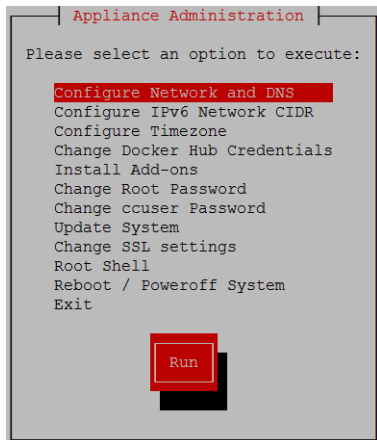 Appliance Administration
Please select an option to execute:
Configure Network and DNS
Configure IPv6 Network CIDR
Configure Timezone
Change Docker Hub Credentials
Install Add-ons
Change Root Password
Change ccuser Password
Update System
Change SSL settings
Root Shell
Reboot / Poweroff System
Exit
Run